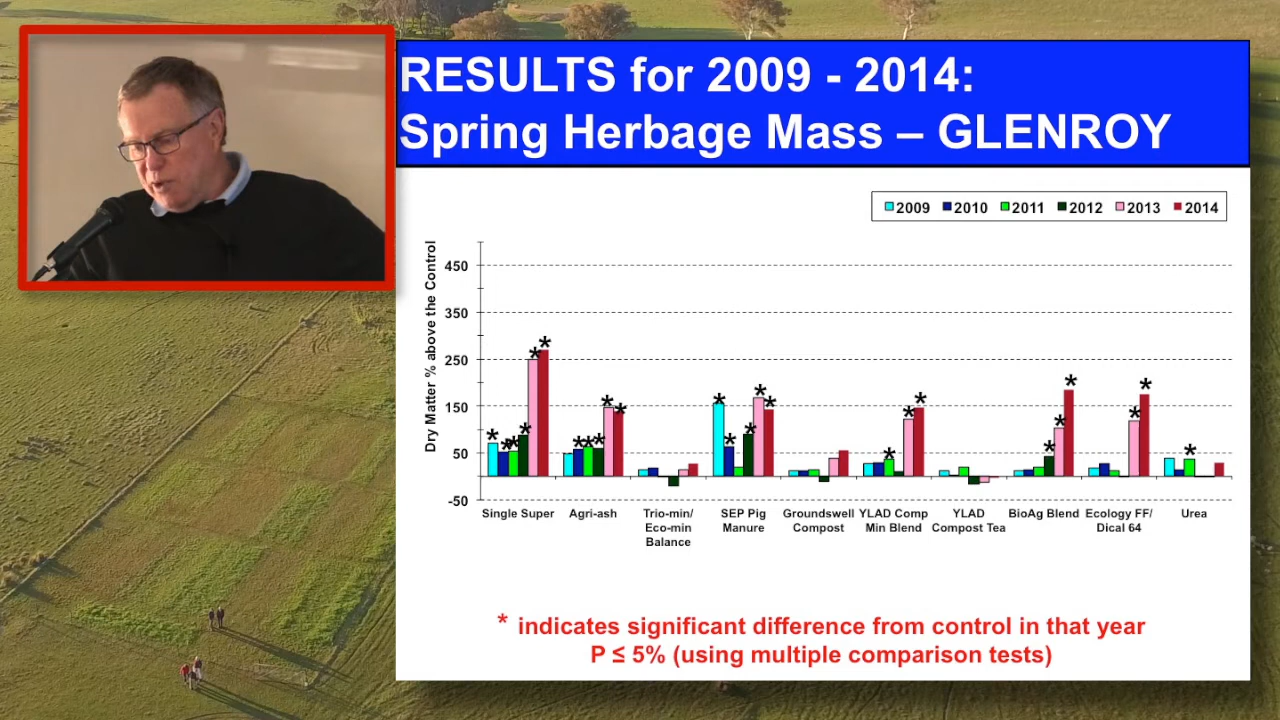 RESULTS for 2009 - 2014:
Spring Herbage Mass – GLENROY
2009 2010 2011 2012 2013 2014
Dry Matter % above the Control
450
350
250
150
50
-50
* * * *
* *
* * * * *
*
* * * *
*
* *
*
* * *
* *
*
Single Super
Agri-ash
Trio-min/
Eco-min
Balance
SEP Pig
Manure
Groundswell
Compost
YLAD Comp
Min Blend
YLAD
Compost Tea
BioAg Blend
Ecology FF/
Dical 64
Urea
* indicates significant difference from control in that year
P ≤ 5% (using multiple comparison tests)